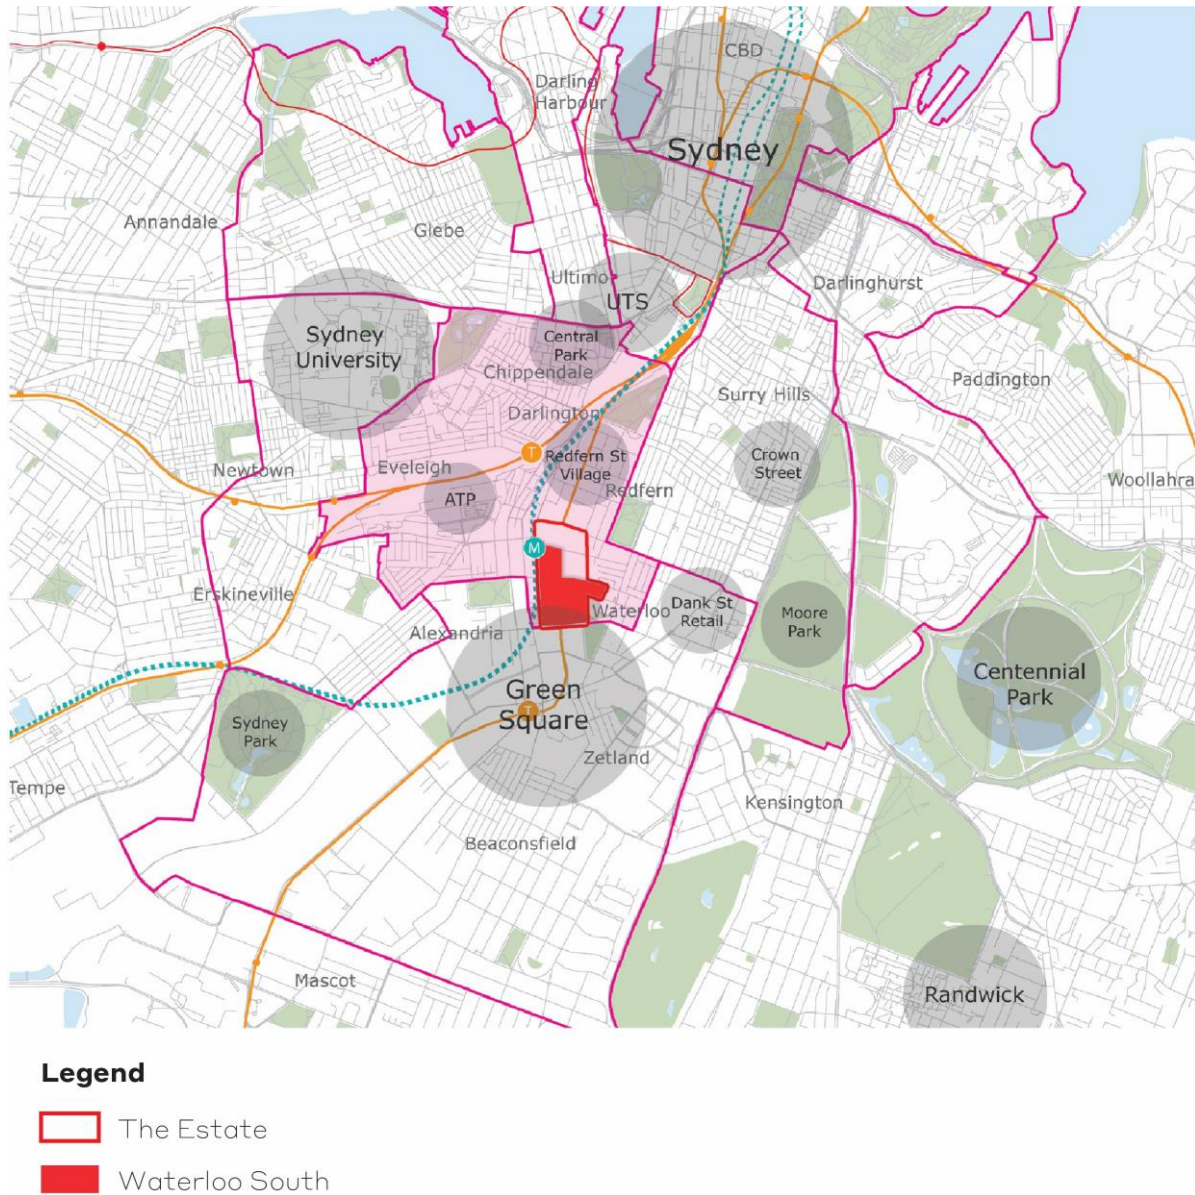 CBD
Darling
Harbour
Sydney
Annandale
Glebe
Ultimo
UTS
Darlinghurst
Sydney
University
Central
Park
Chippendale
Paddington
Surry Hills
Darlington
T
Newtown
Eveleigh
Redfern St
Village
Crown
Street
Woollahra
ATP
Redfern
M
Erskineville
Waterloo
Dank St
Retail
Moore
Park
Alexandria
Centennial
Park
Green
Square
T
Sydney
Park
Zetland
Tempe
Kensington
Beaconsfield
Mascot
Randwick
Legend
The Estate
Waterloo South